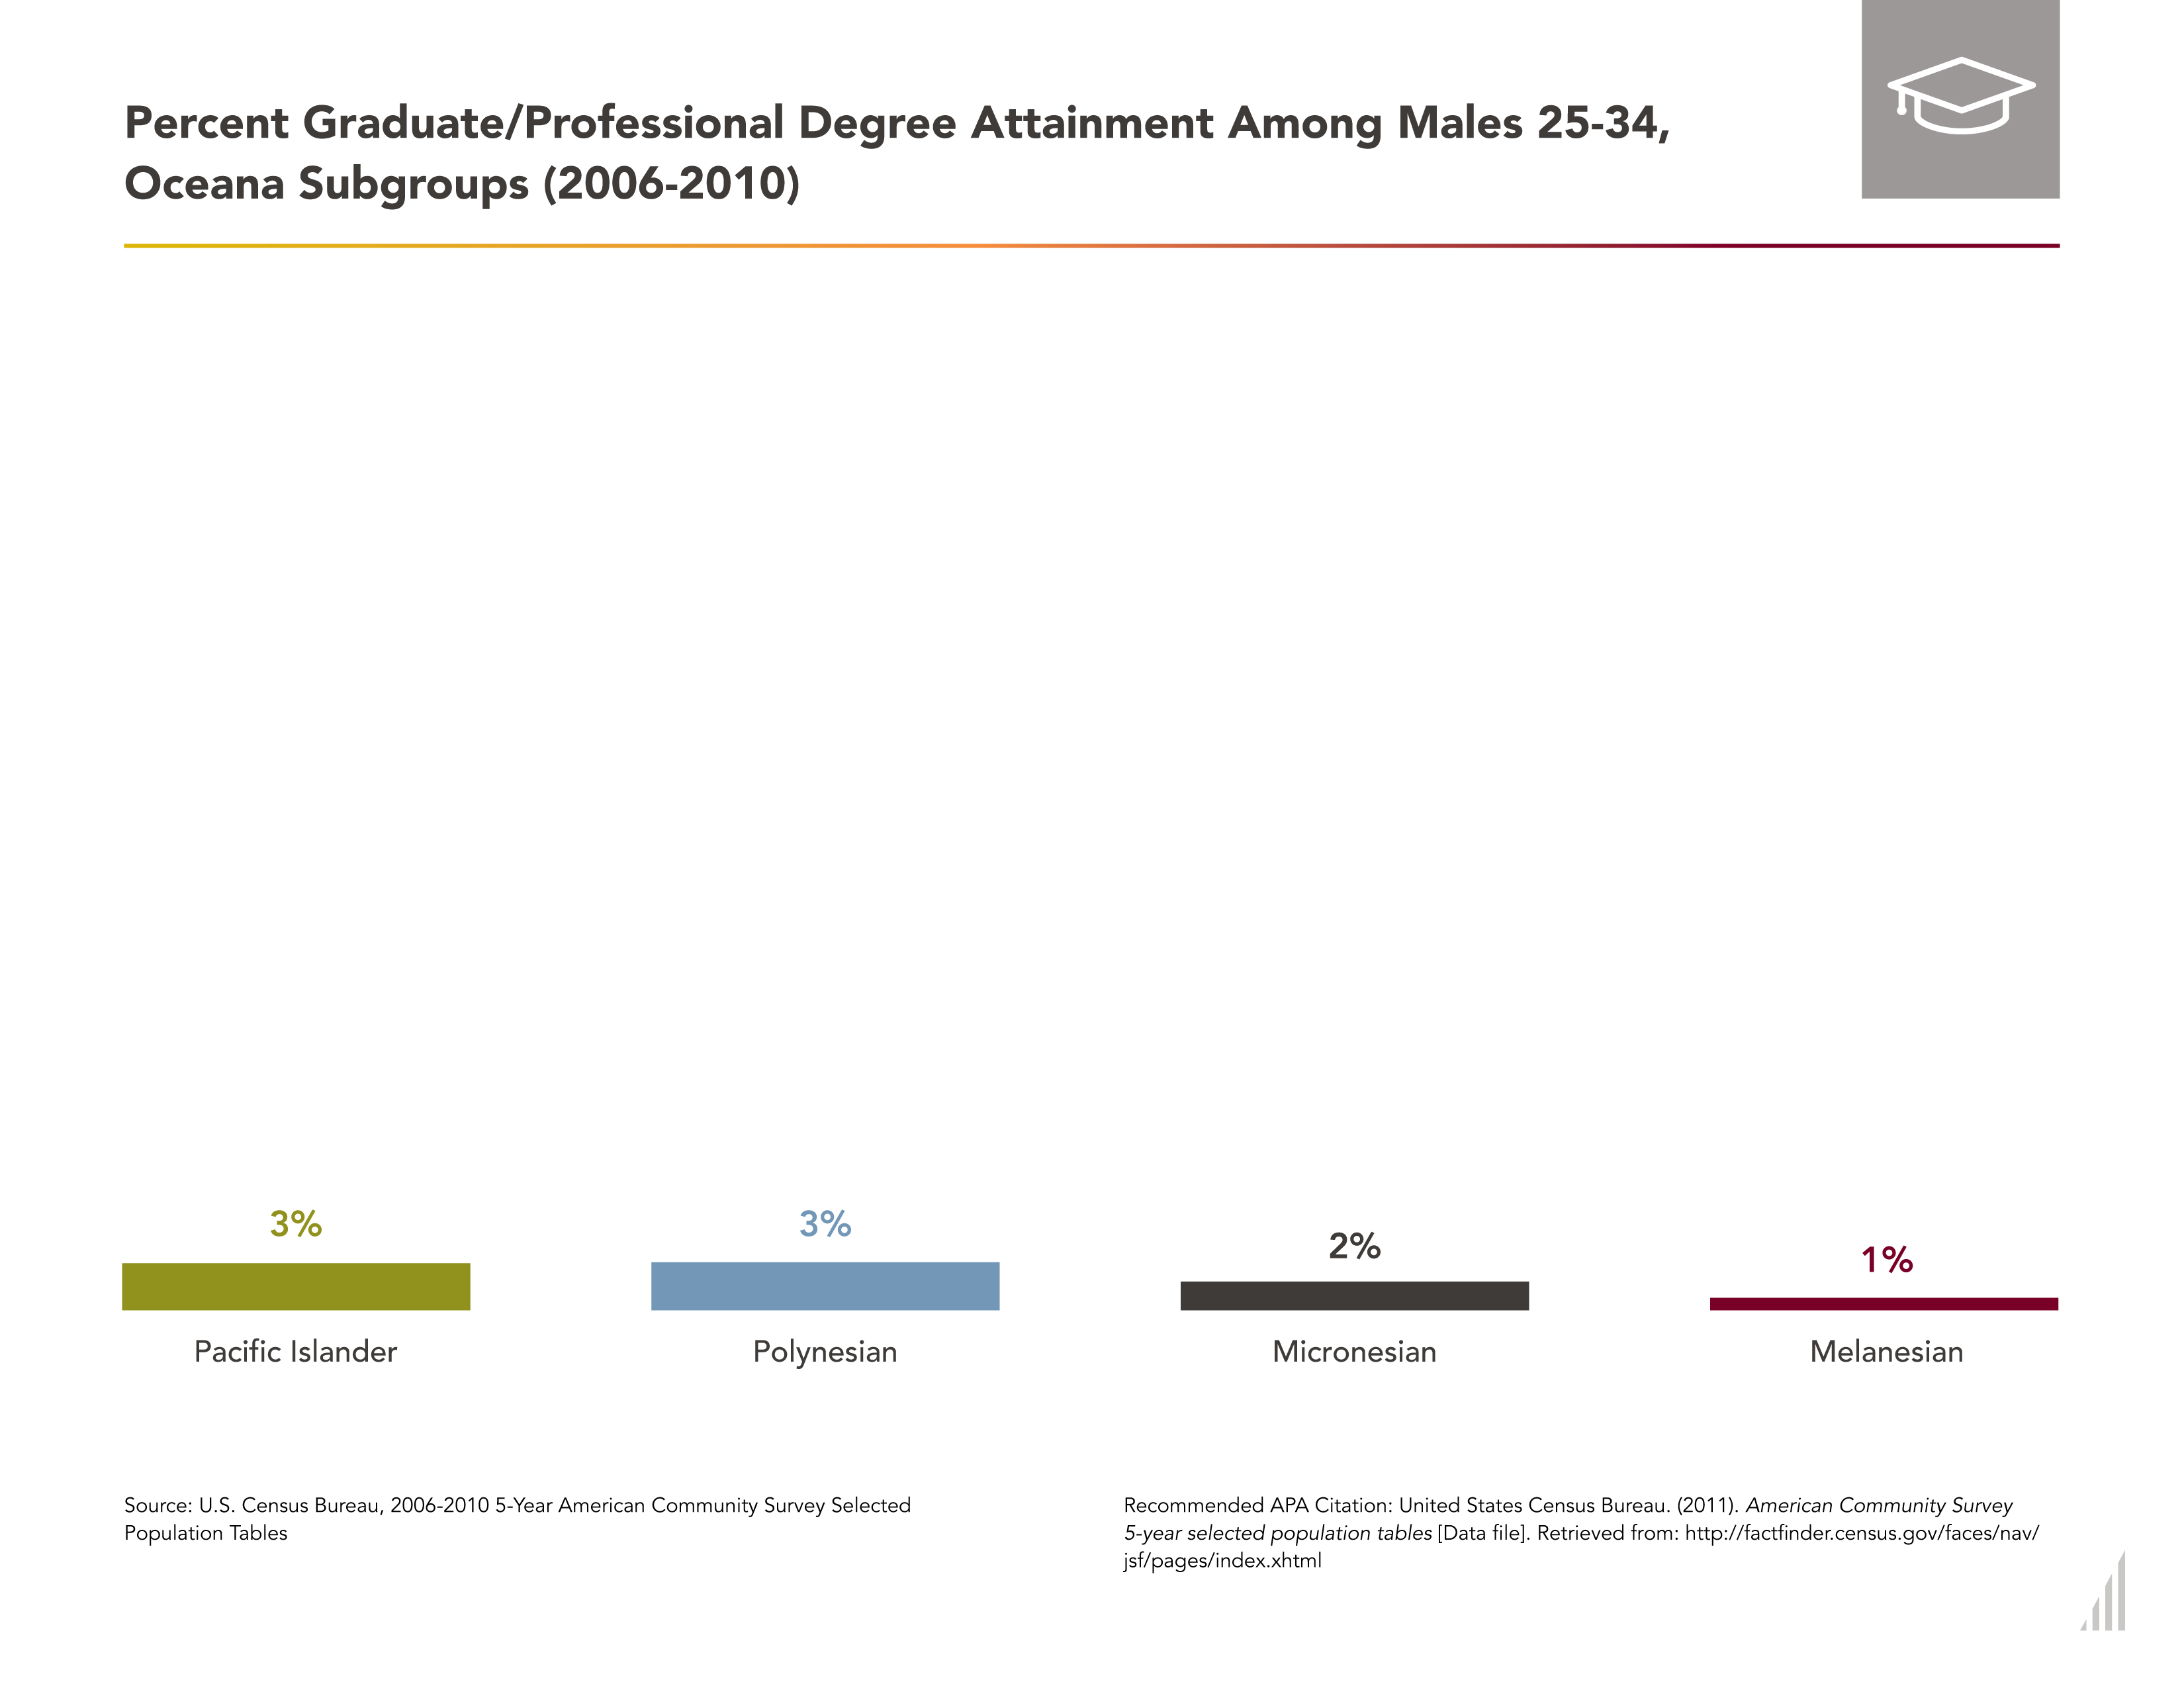 Percent Graduate/Professional Degree Attainment Among Males 25-34,
Oceana Subgroups (2006-2010)
3%
3%
2%
1%
Pacific Islander
Polynesian
Micronesian
Melanesian
Source: U.S. Census Bureau, 2006-2010 5-Year American Community Survey Selected
Population Tables
Recommended APA Citation: United States Census Bureau. (2011). American Community Survey
5-year selected population tables [Data file]. Retrieved from: http://factfinder.census.gov/faces/nav/
jsf/pages/index.xhtml